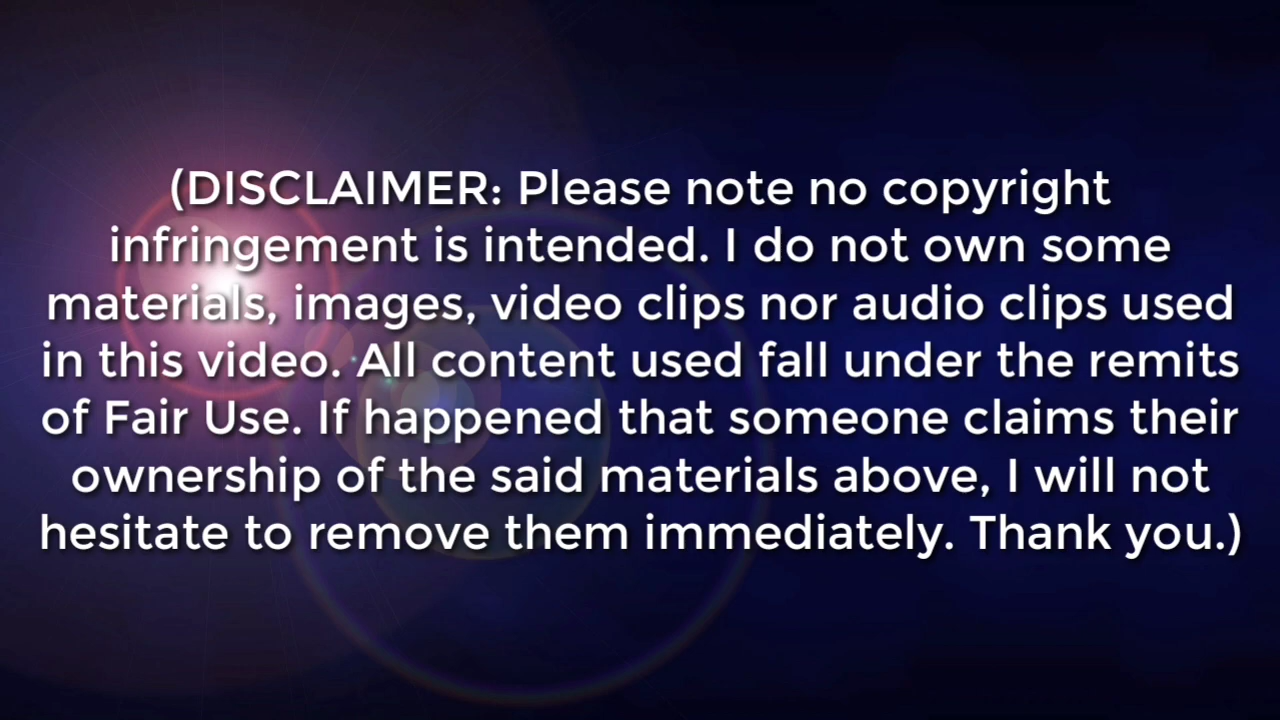 (DISCLAIMER: Please note no copyright
infringement is intended. I do not own some
materials, images, video clips nor audio clips used
in this video. All content used fall under the remits
of Fair Use. If happened that someone claims their
ownership of the said materials above, I will not
hesitate to remove them immediately. Thank you.)